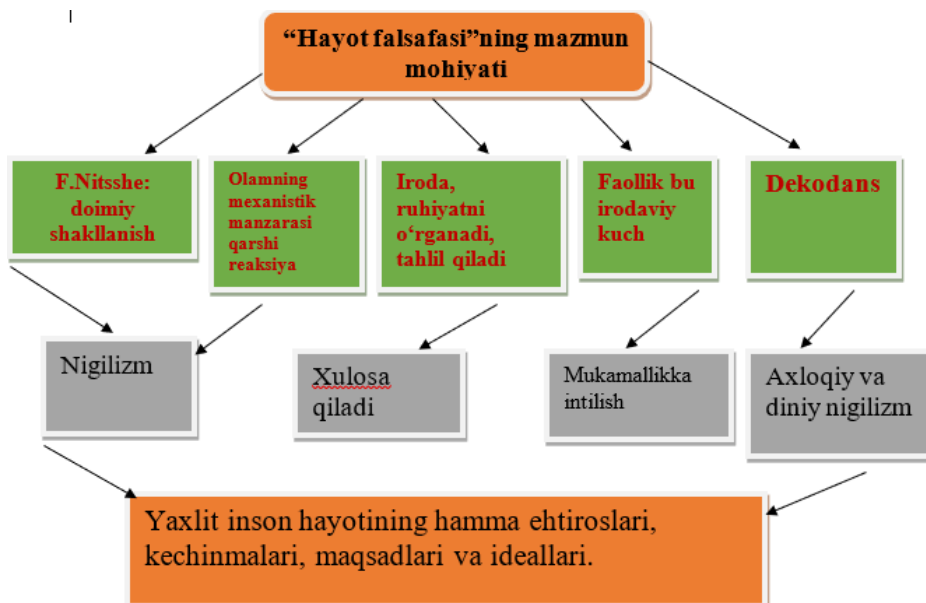 “Hayot falsafasi”ning mazmun
mohiyati
F.Nitsshe:
doimiy
shakllanish
Olamning
mexanistik
manzarasi
qarshi
reaksiya
Iroda,
ruhiyatni
o‘rganadi,
tahlil qiladi
Faollik bu
irodaviy
kuch
Dekodans
Nigilizm
Xulosa
qiladi
Mukamallikka
intilish
Axloqiy va
diniy nigilizm
Yaxlit inson hayotining hamma ehtiroslari,
kechinmalari, maqsadlari va ideallari.